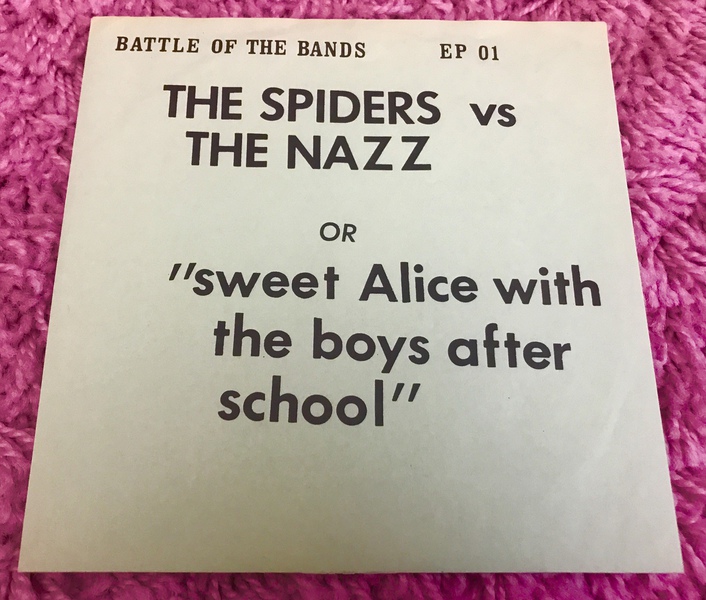 BATTLE OF THE BANDS EP 01
THE SPIDERS vs
THE NAZZ
OR
"sweet Alice with
the boys after
school"